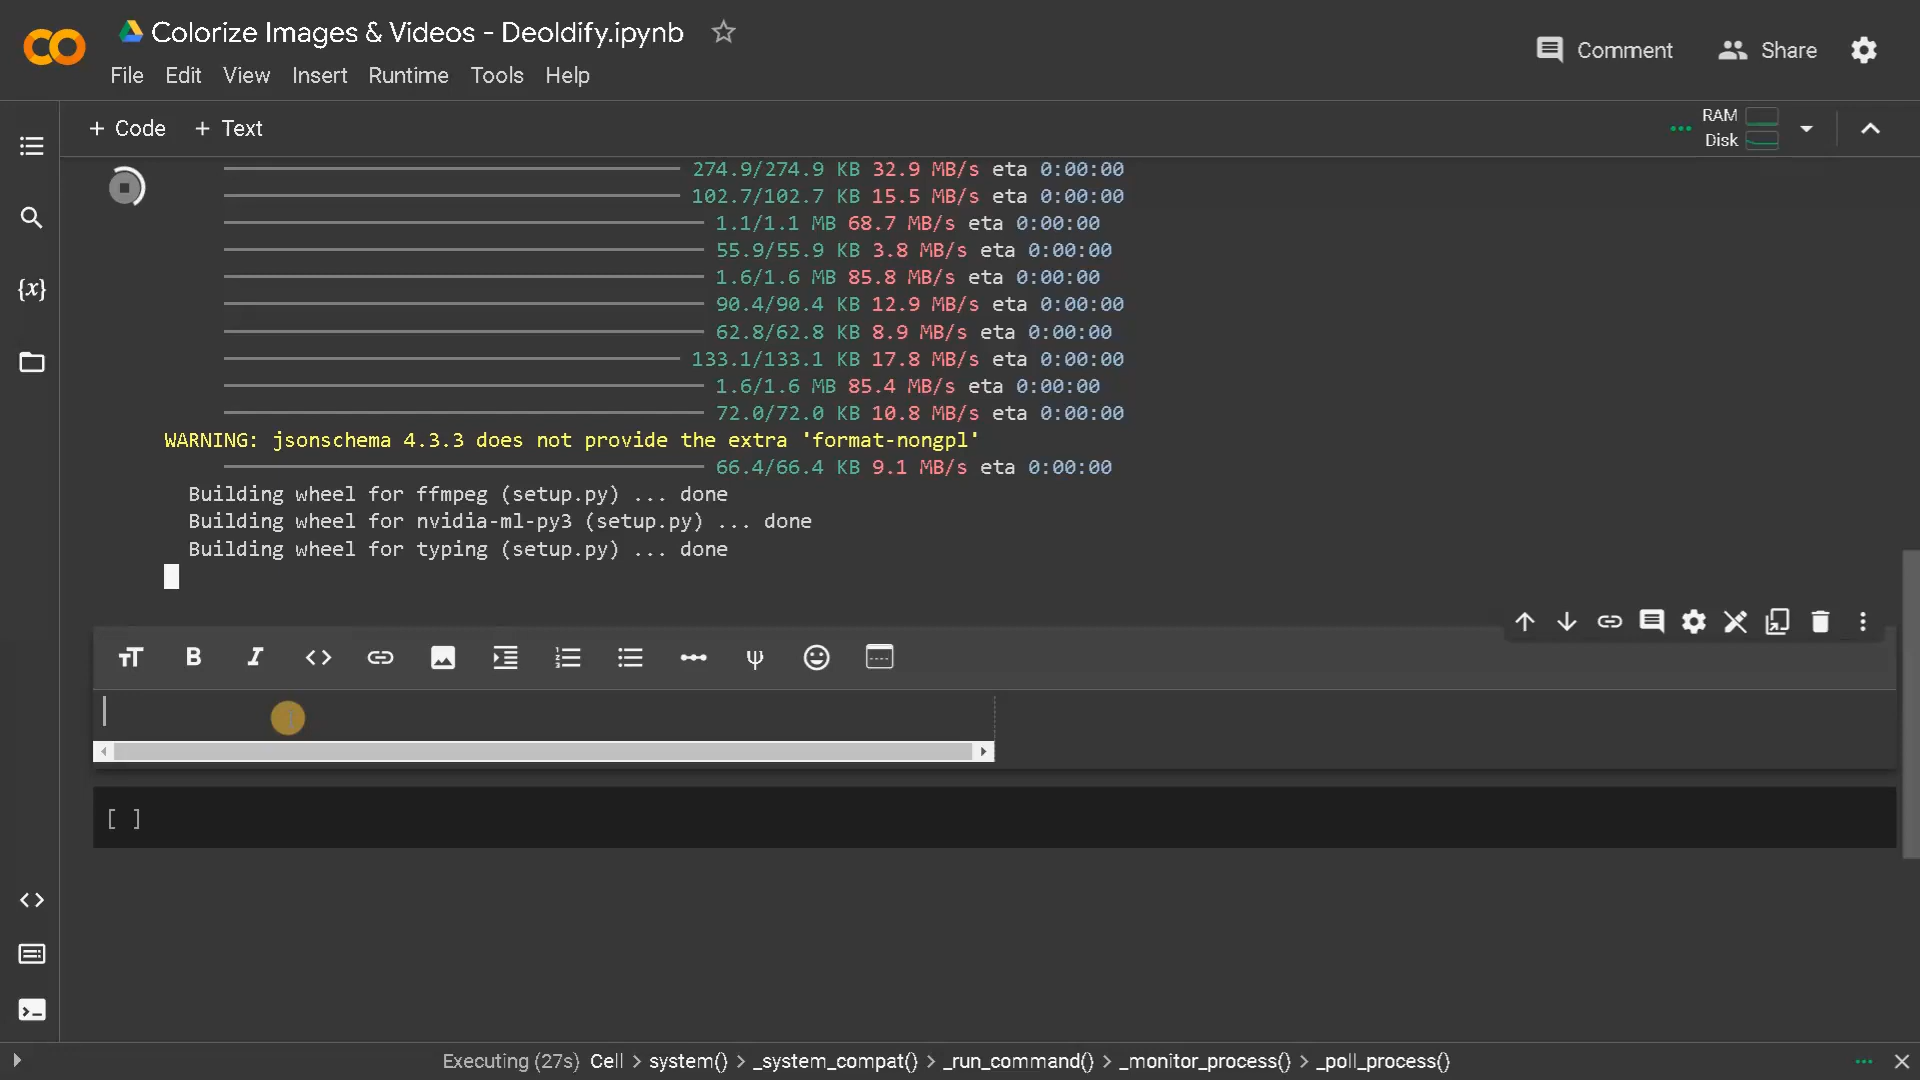 Colorize Images & Videos - Deoldify.ipynb
Comment
Share
File Edit View Insert Runtime Tools Help
+ Code + Text
RAM
Disk
274.9/274.9 KB 32.9 MB/s eta 0:00:00
102.7/102.7 KB 15.5 MB/s eta 0:00:00
1.1/1.1 MB 68.7 MB/s eta 0:00:00
55.9/55.9 KB 3.8 MB/s eta 0:00:00
1.6/1.6 MB 85.8 MB/s eta 0:00:00
90.4/90.4 KB 12.9 MB/s eta 0:00:00
62.8/62.8 KB 8.9 MB/s eta 0:00:00
133.1/133.1 KB 17.8 MB/s eta 0:00:00
1.6/1.6 MB 85.4 MB/s eta 0:00:00
72.0/72.0 KB 10.8 MB/s eta 0:00:00
WARNING: jsonschema 4.3.3 does not provide the extra 'format-nongpl'
66.4/66.4 KB 9.1 MB/s eta 0:00:00
Building wheel for ffmpeg (setup.py) ... done
Building wheel for nvidia-ml-py3 (setup.py) ... done
Building wheel for typing (setup.py) ... done
[ ]
Executing (27s) Cell > system() > _system_compat() > _run_command() > _monitor_process() > _poll_process()